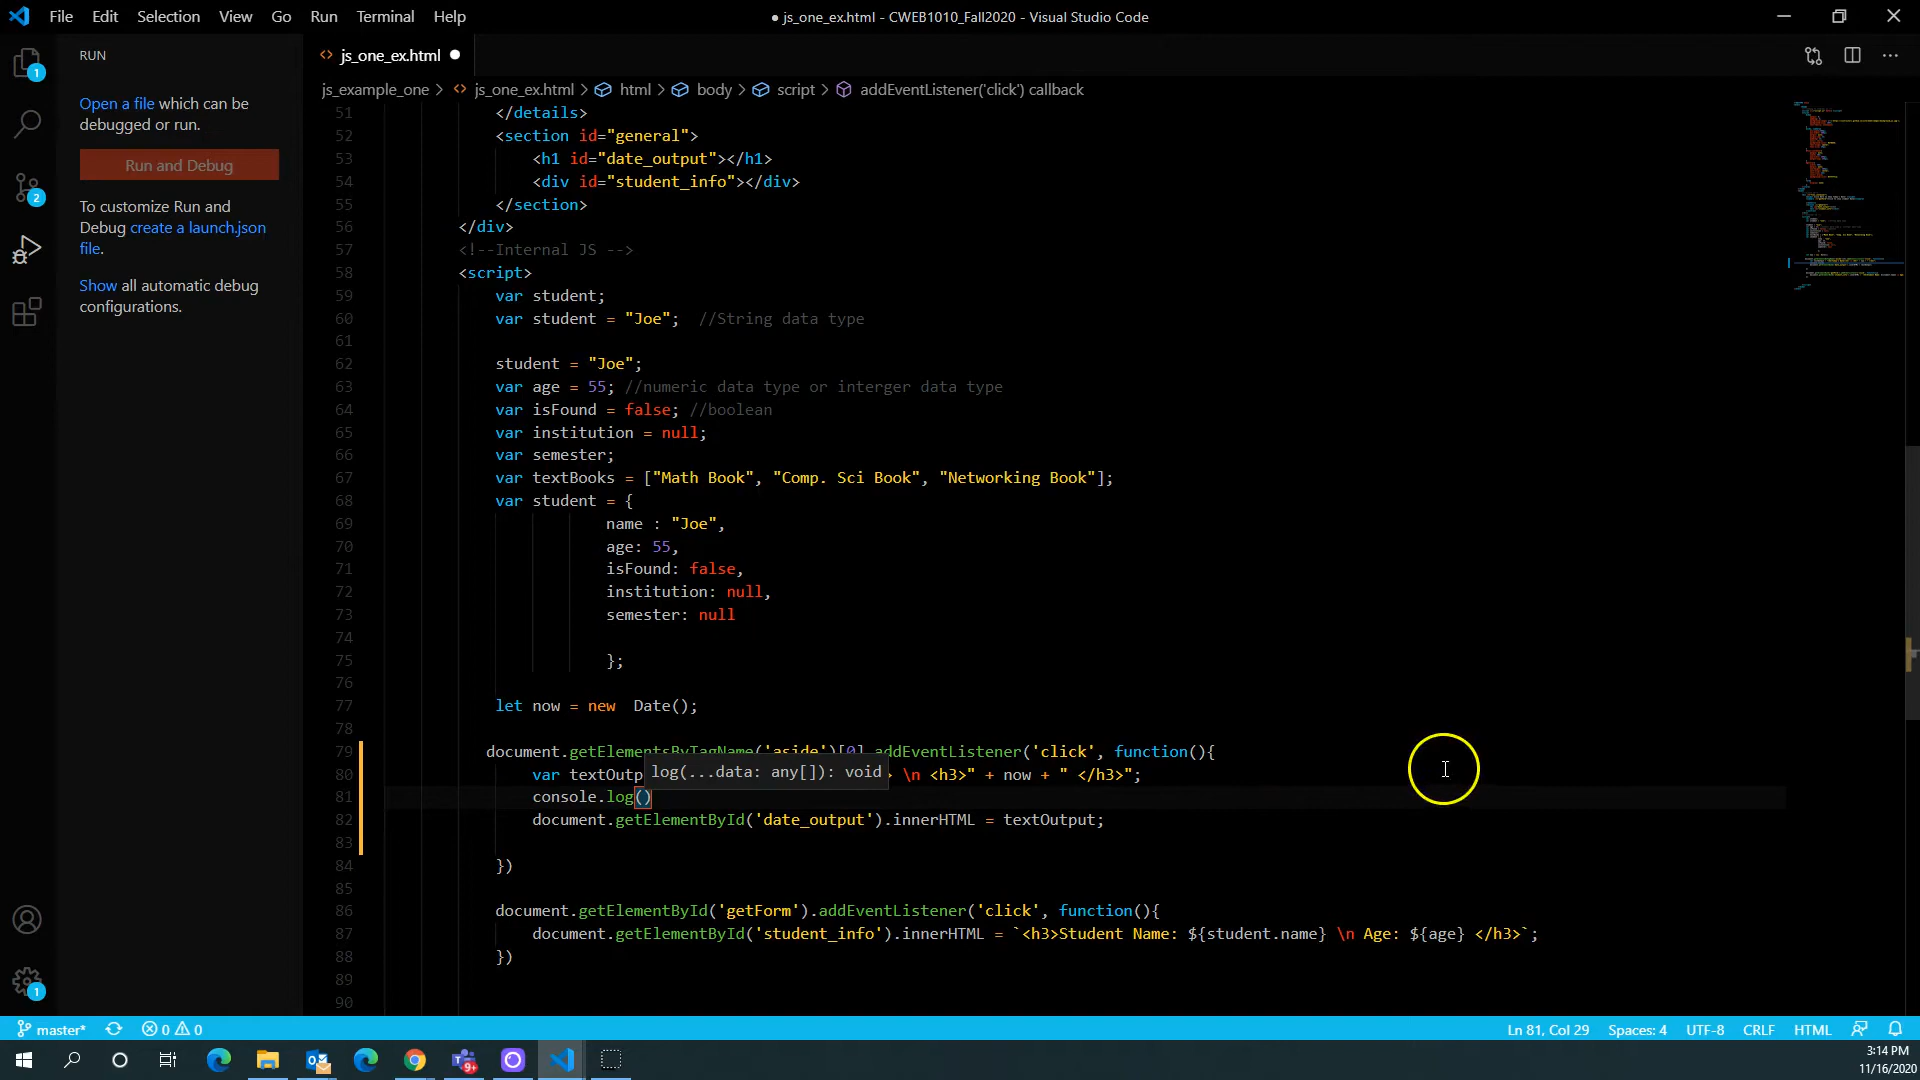 File Edit Selection View Go Run Terminal Help
● js_one_ex.html - CWEB1010_Fall2020 - Visual Studio Code
RUN
Open a file which can be
debugged or run.
Run and Debug
To customize Run and
Debug create a launch.json
file.
Show all automatic debug
configurations.
1
2
1
<> js_one_ex.html ●
js_example_one > <> js_one_ex.html > html > body > script > addEventListener('click') callback
51 </details>
52 <section id="general">
53 <h1 id="date_output"></h1>
54 <div id="student_info"></div>
55 </section>
56 </div>
57 <!--Internal JS -->
58 <script>
59 var student;
60 var student = "Joe"; //String data type
61
62 student = "Joe";
63 var age = 55; //numeric data type or interger data type
64 var isFound = false; //boolean
65 var institution = null;
66 var semester;
67 var textBooks = ["Math Book", "Comp. Sci Book", "Networking Book"];
68 var student = {
69 name : "Joe",
70 age: 55,
71 isFound: false,
72 institution: null,
73 semester: null
74
75 };
76
77 let now = new  Date();
78
79 document.getElementsByTagName('aside')[0].addEventListener('click', function(){
80 var textOutp \n <h3>" + now + " </h3>";
log(...data: any[]): void
81 console.log()
82 document.getElementById('date_output').innerHTML = textOutput;
83
84 })
85
86 document.getElementById('getForm').addEventListener('click', function(){
87 document.getElementById('student_info').innerHTML = `<h3>Student Name: ${student.name} \n Age: ${age} </h3>`;
88 })
89
90
master* 0 0
Ln 81, Col 29 Spaces: 4 UTF-8 CRLF HTML
9+
3:14 PM
11/16/2020